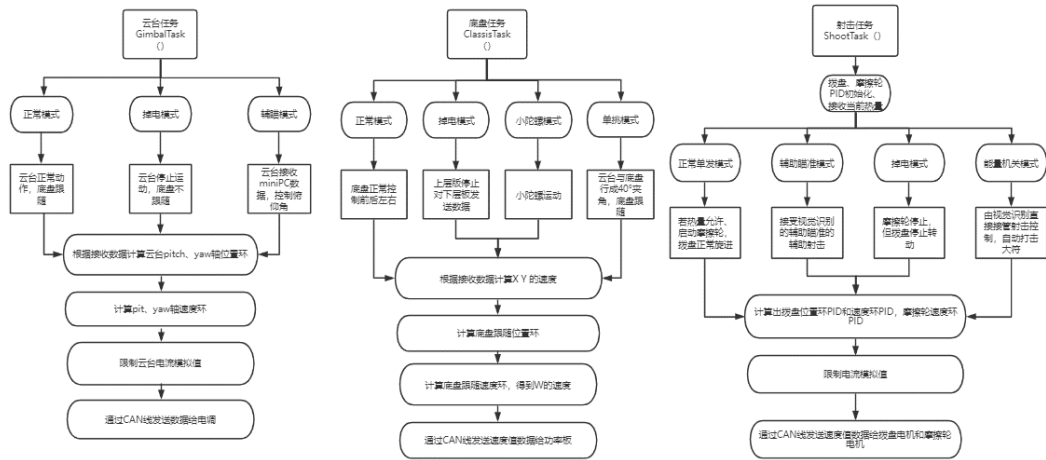 云台任务
GimbalTask
（）
正常模式
掉电模式
辅瞄模式
云台正常动
作，底盘跟
随
云台停止运
动，底盘不
跟随
云台接收
miniPC数
据，控制俯
仰角
根据接收数据计算云台pitch、yaw轴位置环
计算pit、yaw轴速度环
限制云台电流模拟值
通过CAN线发送数据给电调
底盘任务
ClassisTask
（）
正常模式
掉电模式
小陀螺模式
单挑模式
底盘正常控
制前后左右
上层版停止
对下层板发
送数据
小陀螺运动
云台与底盘
行成40°夹
角，底盘跟随
根据接收数据计算X Y 的速度
计算底盘跟随位置环
计算底盘跟随速度环，得到W的速度
通过CAN线发送速度值数据给功率板
射击任务
ShootTask（）
拨盘、摩擦轮
PID初始化、
接收当前热量
正常单发模式
辅助瞄准模式
掉电模式
能量机关模式
若热量允许、
启动摩擦轮，
拨盘正常旋进
接受视觉识别
的辅助瞄准的
辅助射击
摩擦轮停止，
但拨盘停止转
动
由视觉识别直
接接管射击控
制，自动打击
大符
计算出拨盘位置环PID和速度环PID，摩擦轮速度环
PID
限制电流模拟值
通过CAN线发送速度值数据给拨盘电机和摩擦轮
电机